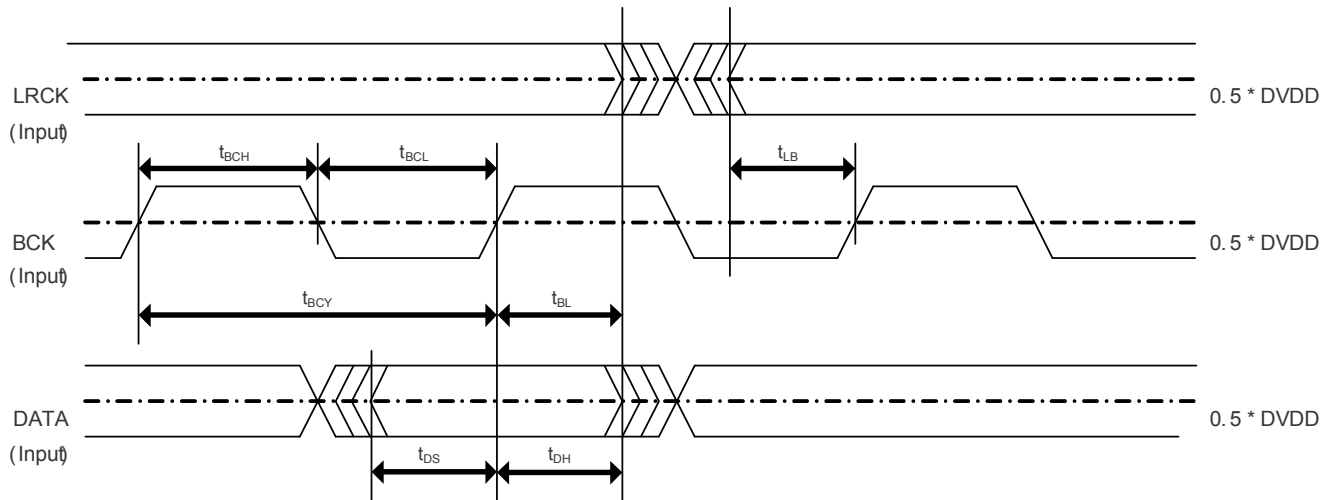 LRCK
(Input)
0.5 * DVDD
tBCH
tBCL
tLB
BCK
(Input)
0.5 * DVDD
tBCY
tBL
DATA
(Input)
0.5 * DVDD
tDS
tDH